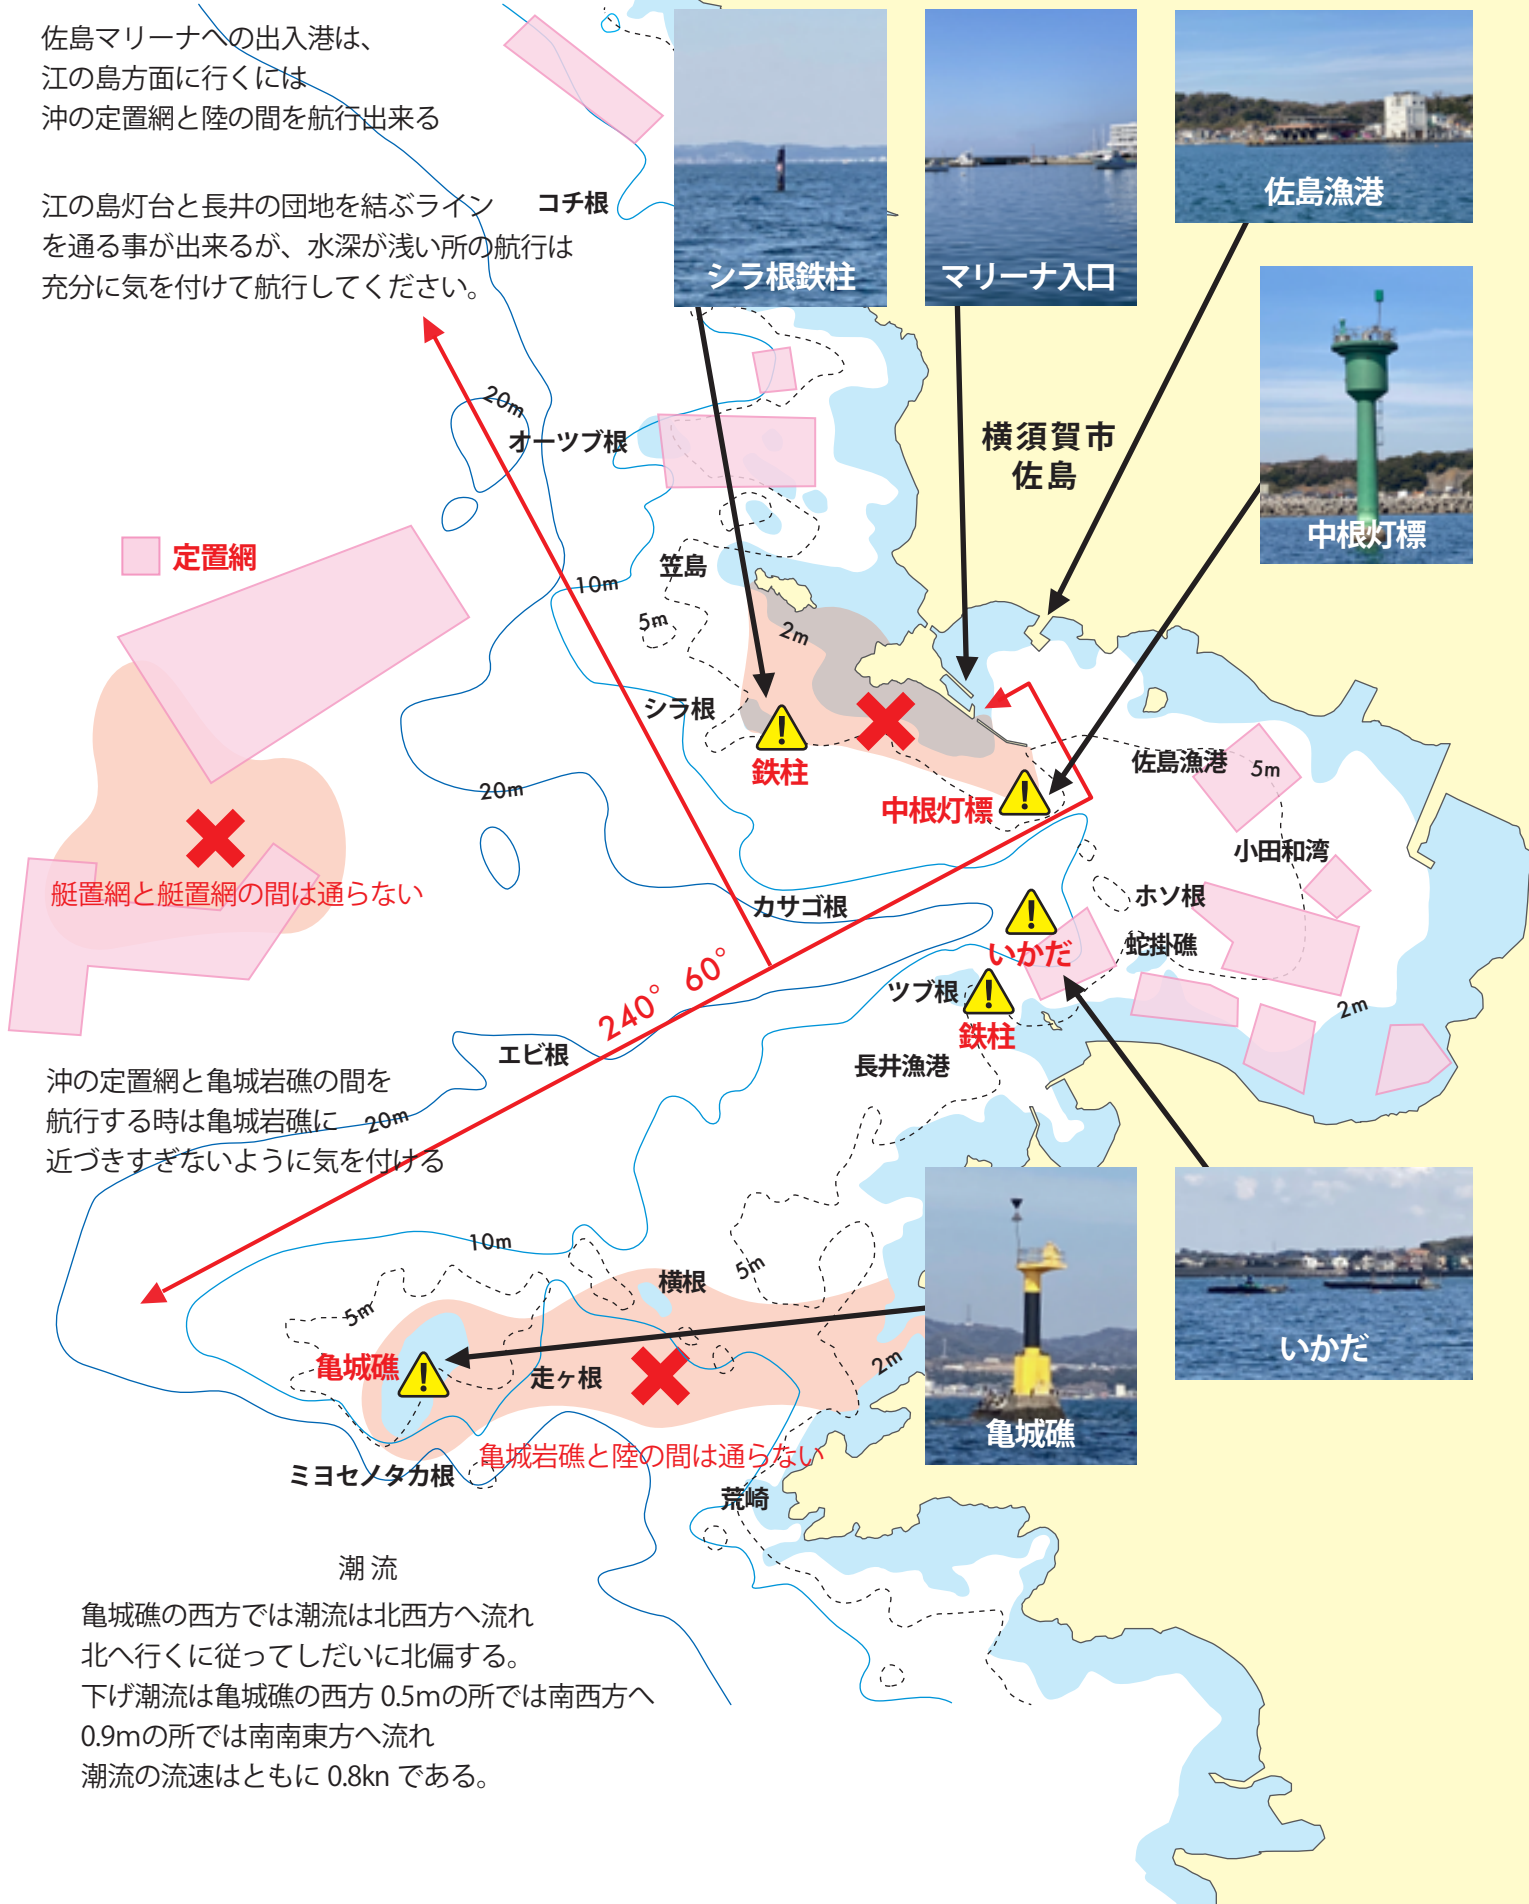 佐島マリーナへの出入港は、
江の島方面に行くには
沖の定置網と陸の間を航行出来る
江の島灯台と長井の団地を結ぶライン
を通る事が出来るが、水深が浅い所の航行は
充分に気を付けて航行してください。
コチ根
シラ根鉄柱
マリーナ入口
佐島漁港
中根灯標
20m
オーツブ根
横須賀市
佐島
定置網
笠島
10m
5m
2m
シラ根
鉄柱
中根灯標
佐島漁港
5m
20m
小田和湾
艇置網と艇置網の間は通らない
カサゴ根
ホソ根
いかだ
蛇掛礁
240° 60°
ツブ根
鉄柱
2m
エビ根
長井漁港
沖の定置網と亀城岩礁の間を
航行する時は亀城岩礁に
近づきすぎないように気を付ける
20m
10m
横根
5m
5m
亀城礁
走ヶ根
2m
亀城礁
いかだ
亀城岩礁と陸の間は通らない
ミヨセノタカ根
荒崎
潮 流
亀城礁の西方では潮流は北西方へ流れ
北へ行くに従ってしだいに北偏する。
下げ潮流は亀城礁の西方 0.5mの所では南西方へ
0.9mの所では南南東方へ流れ
潮流の流速はともに 0.8kn である。